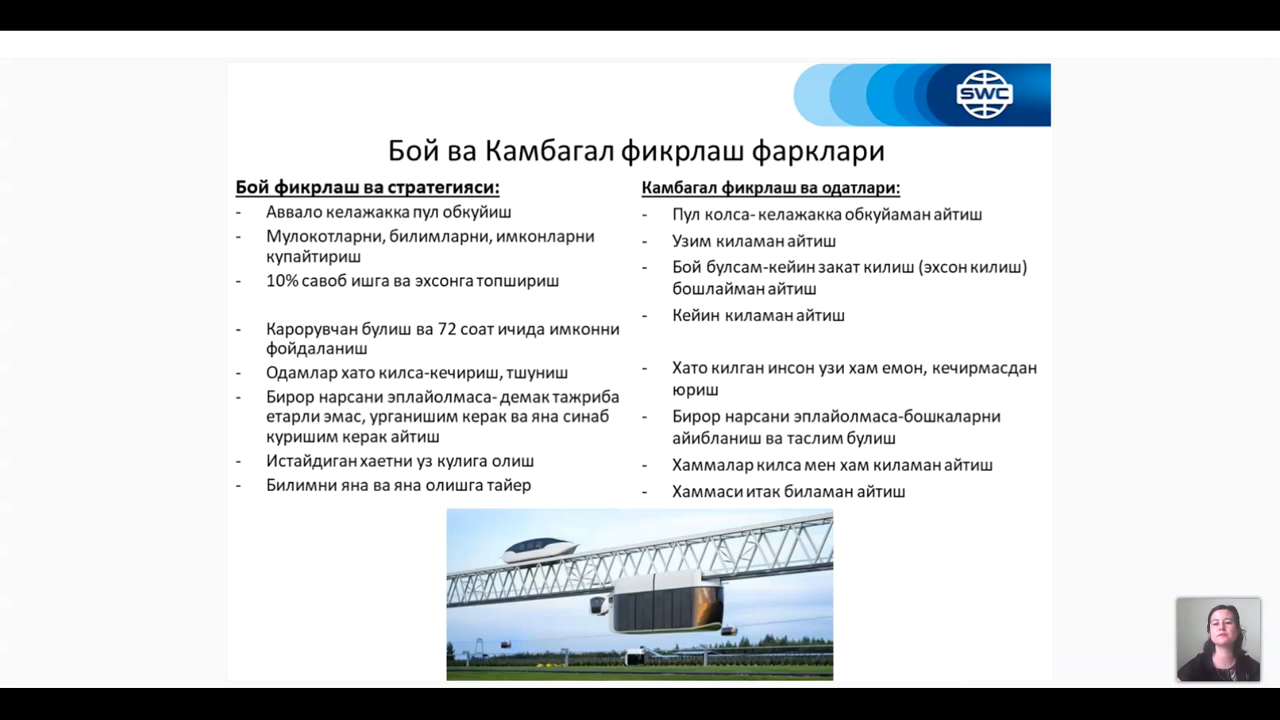 SWC
Бой ва Камбагал фикрлаш фарклари
Бой фикрлаш ва стратегияси:
- Аввало келажакка пул обкуйиш
- Мулокотларни, билимларни, имконларни
купайтириш
- 10% савоб ишга ва эхсонга топшириш
- Карорувчан булиш ва 72 соат ичида имконни
фойдаланиш
- Одамлар хато килса-кечириш, тшуниш
- Бирор нарсани эплайолмаса- демак тажриба
етарли эмас, урганишим керак ва яна синаб
куришим керак айтиш
- Истайдиган хаетни уз кулига олиш
- Билимни яна ва яна олишга тайер
Камбагал фикрлаш ва одатлари:
- Пул колса- келажакка обкуйаман айтиш
- Узим киламан айтиш
- Бой булсам-кейин закат килиш (эхсон килиш)
бошлайман айтиш
- Кейин киламан айтиш
- Хато килган инсон узи хам емон, кечирмасдан
юриш
- Бирор нарсани эплайолмаса-бошкаларни
айибланиш ва таслим булиш
- Хаммалар килса мен хам киламан айтиш
- Хаммаси итак биламан айтиш